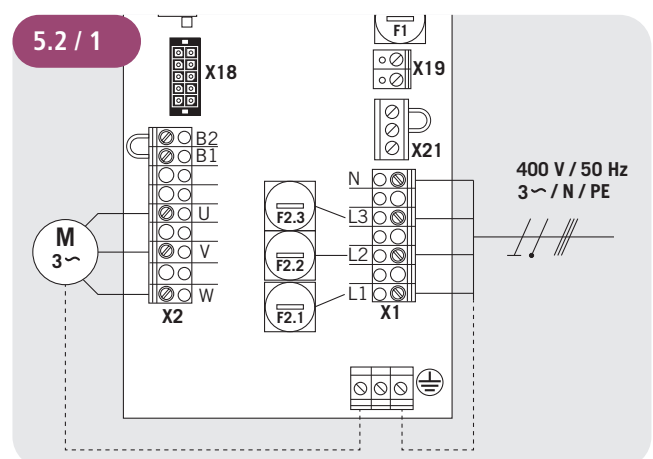 5.2 / 1
F1
X18
X19
B2
B1
X21
400 V / 50 Hz
3~ / N / PE
N
U
F2.3
L3
M
3~
V
F2.2
L2
W
F2.1
L1
X2
X1